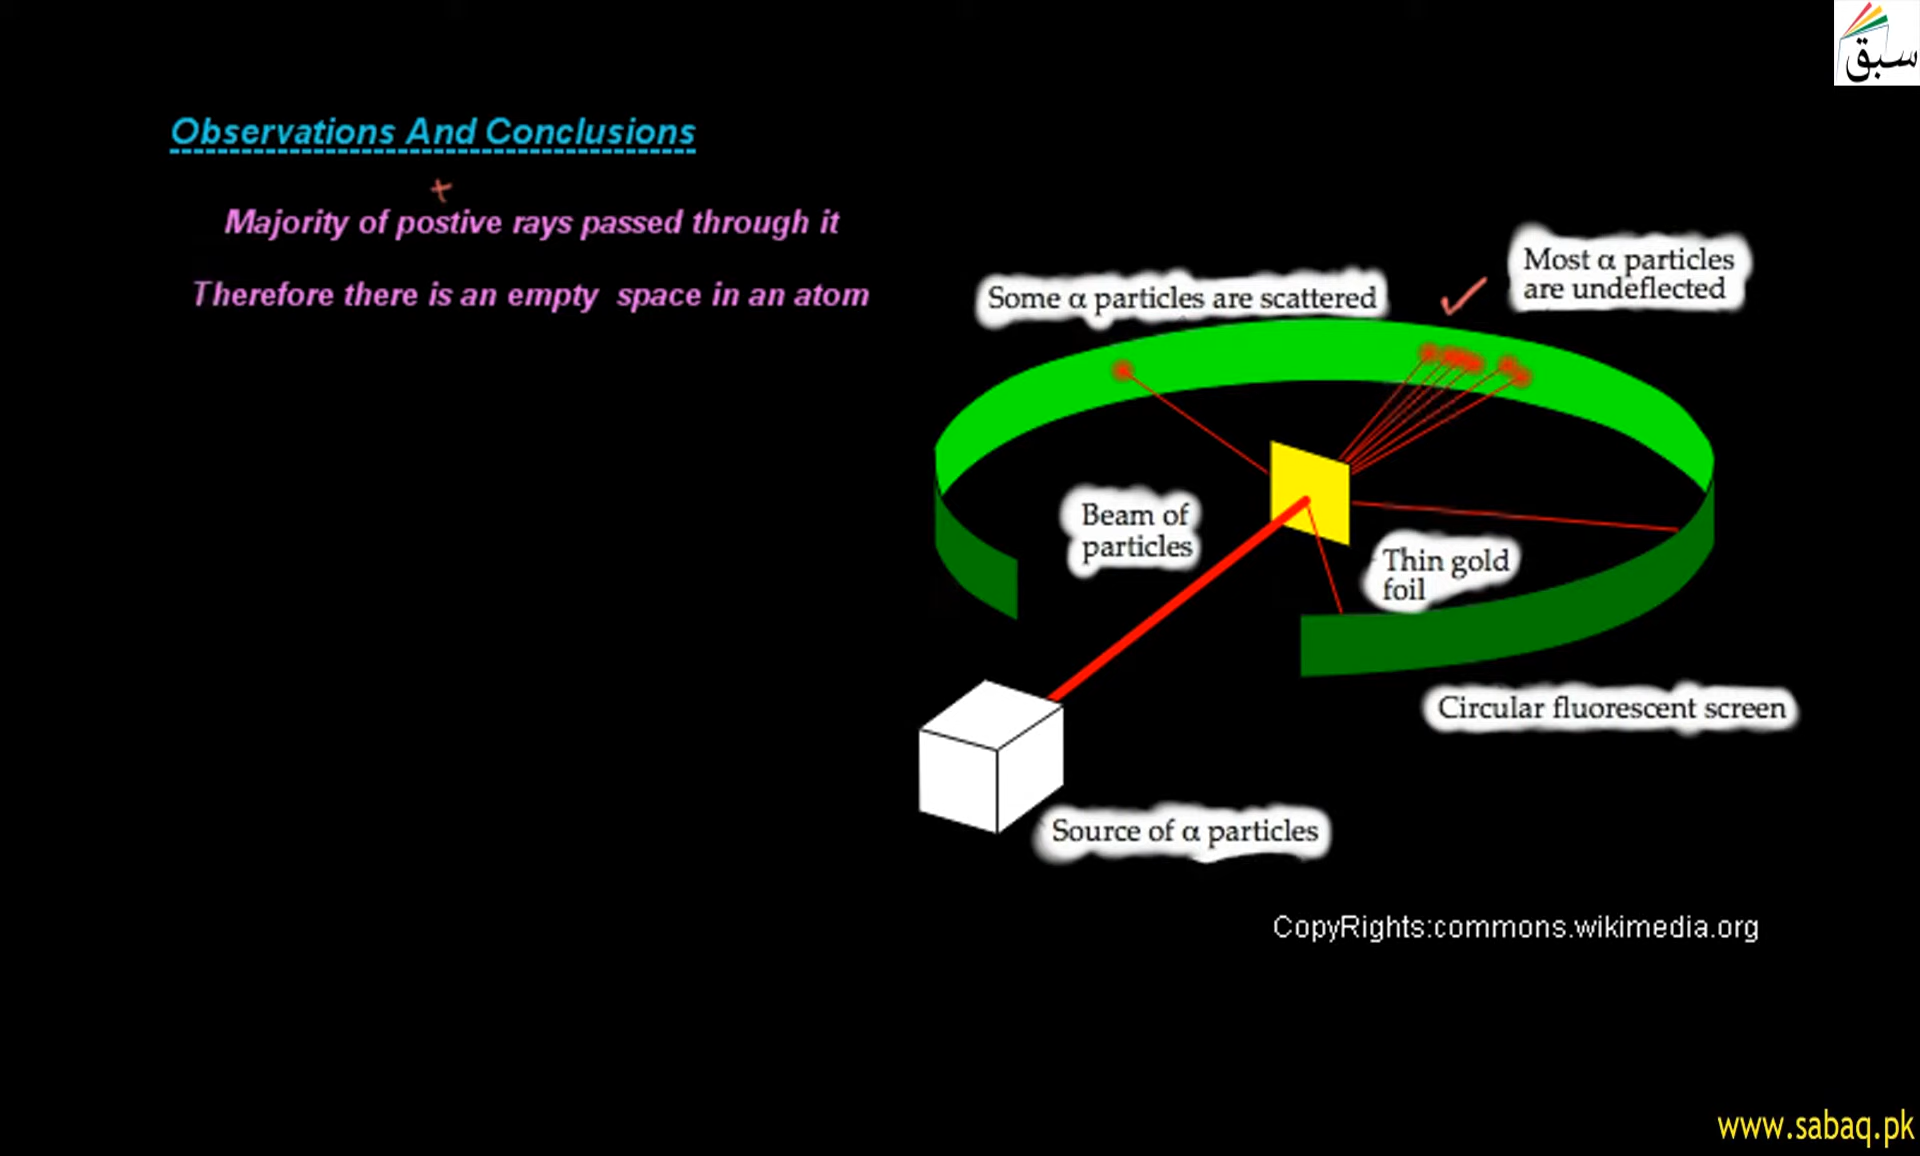 سبق
Observations And Conclusions
+
Majority of postive rays passed through it
Therefore there is an empty space in an atom
Some α particles are scattered
Most α particles
are undeflected
Beam of
particles
Thin gold
foil
Circular fluorescent screen
Source of α particles
CopyRights:commons.wikimedia.org
www.sabaq.pk